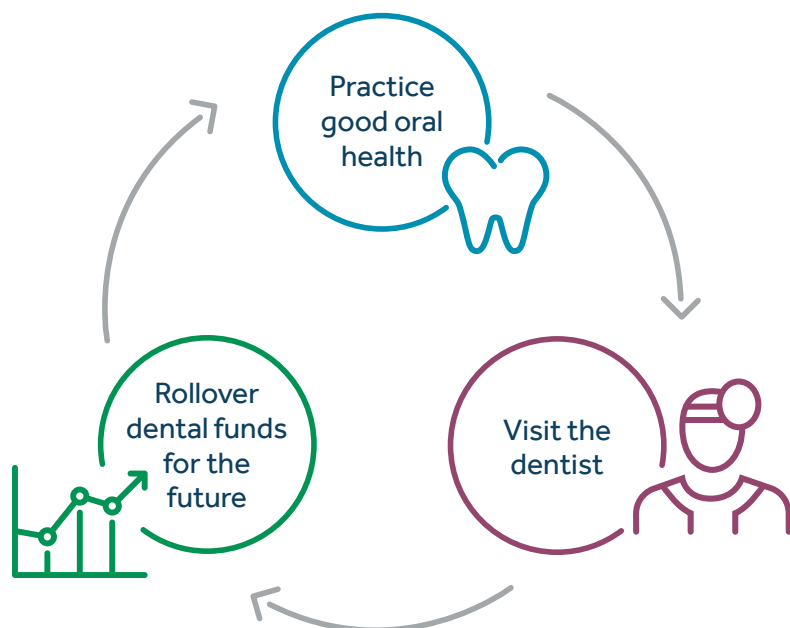 Practice
good oral
health
Visit the
dentist
Rollover
dental funds
for the
future